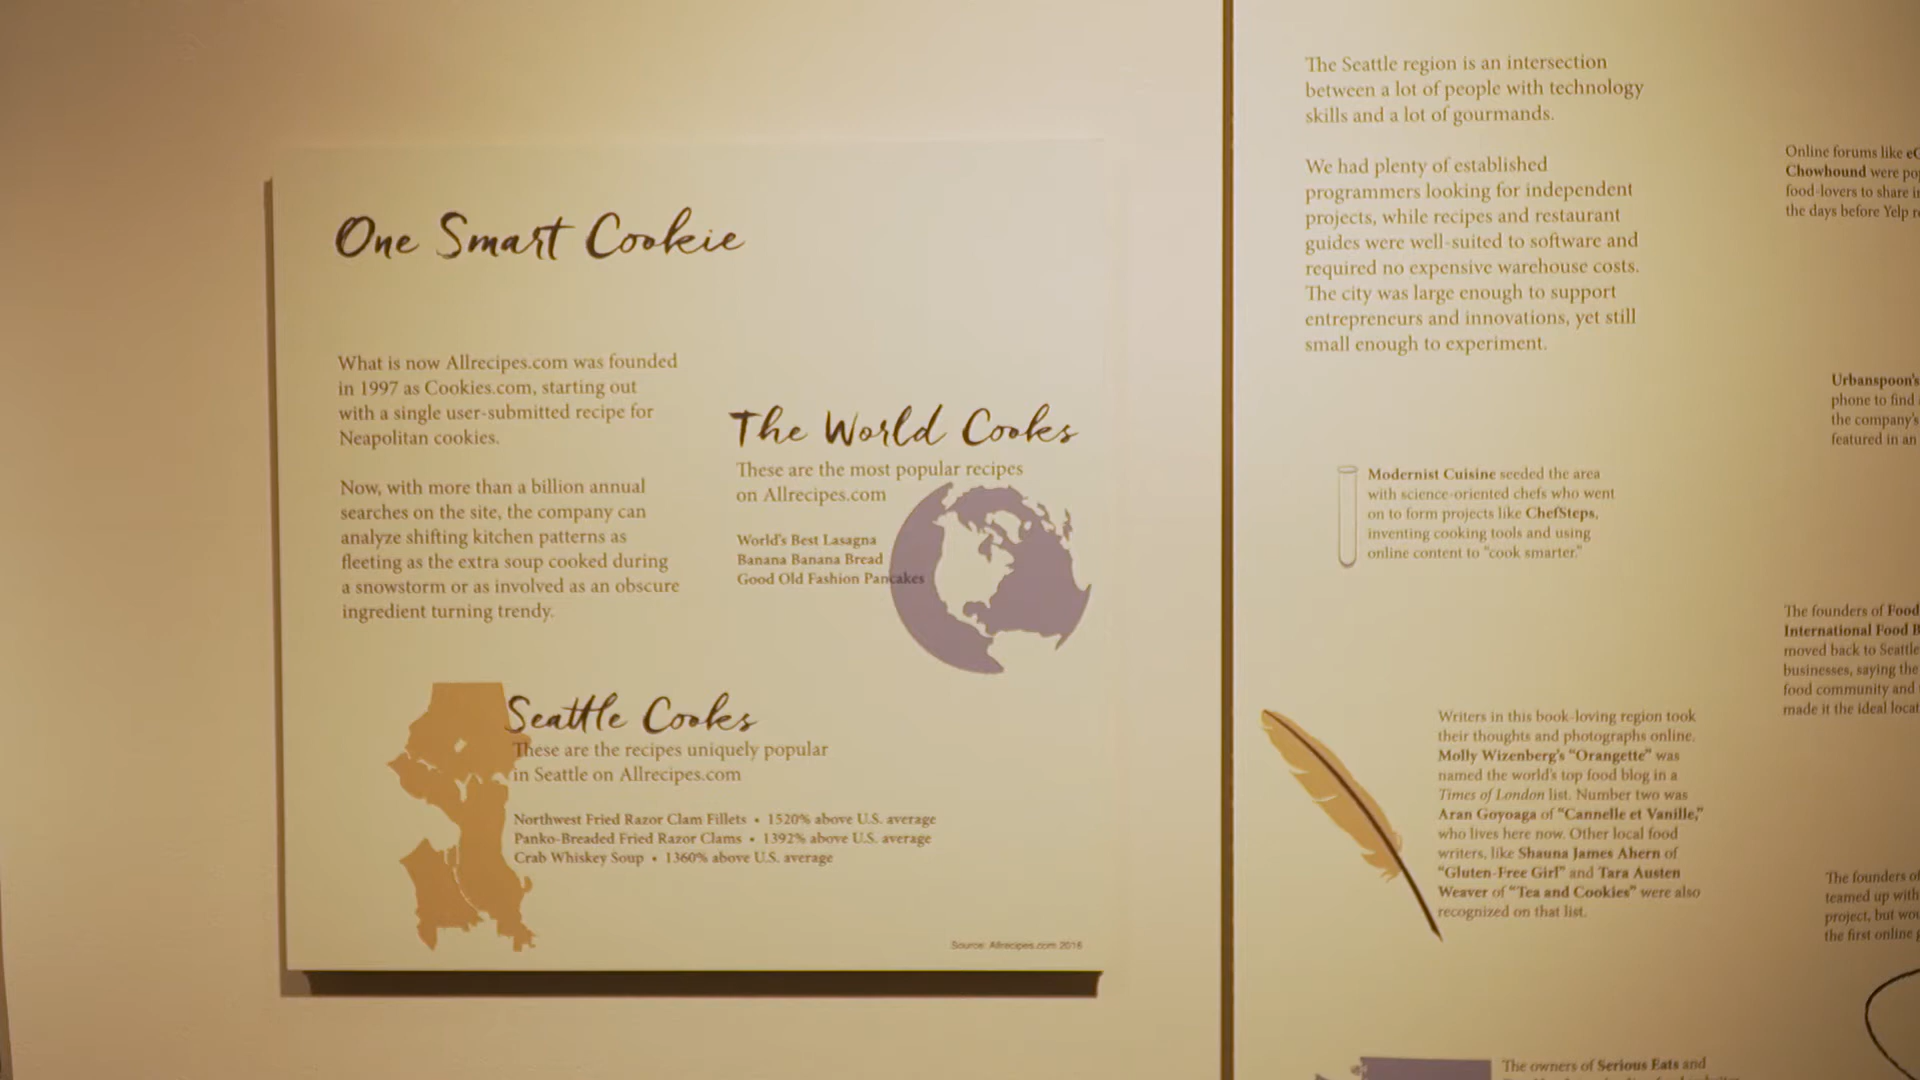 One Smart Cookie
What is now Allrecipes.com was founded
in 1997 as Cookies.com, starting out
with a single user-submitted recipe for
Neapolitan cookies.
Now, with more than a billion annual
searches on the site, the company can
analyze shifting kitchen patterns as
fleeting as the extra soup cooked during
a snowstorm or as involved as an obscure
ingredient turning trendy.
The World Cooks
These are the most popular recipes
on Allrecipes.com
World's Best Lasagna
Banana Banana Bread
Good Old Fashion Pancakes
Seattle Cooks
These are the recipes uniquely popular
in Seattle on Allrecipes.com
Northwest Fried Razor Clam Fillets • 1520% above U.S. average
Panko-Breaded Fried Razor Clams • 1392% above U.S. average
Crab Whiskey Soup • 1360% above U.S. average
Source: Allrecipes.com 2016
The Seattle region is an intersection
between a lot of people with technology
skills and a lot of gourmands.
We had plenty of established
programmers looking for independent
projects, while recipes and restaurant
guides were well-suited to software and
required no expensive warehouse costs.
The city was large enough to support
entrepreneurs and innovations, yet still
small enough to experiment.
Modernist Cuisine seeded the area
with science-oriented chefs who went
on to form projects like ChefSteps,
inventing cooking tools and using
online content to "cook smarter."
Writers in this book-loving region took
their thoughts and photographs online.
Molly Wizenberg's "Orangette" was
named the world's top food blog in a
Times of London list. Number two was
Aran Goyoaga of "Cannelle et Vanille,"
who lives here now. Other local food
writers, like Shauna James Ahern of
"Gluten-Free Girl" and Tara Austen
Weaver of "Tea and Cookies" were also
recognized on that list.
The owners of Serious Eats and
Online forums like
Chowhound were
food-lovers to share
the days before Yelp
Urbanspoon's
phone to find
the company's
featured in an
The founders of Food
International Food
moved back to Seattle
businesses, saying the
food community and
made it the ideal
The founders of
teamed up with
project, but
the first online